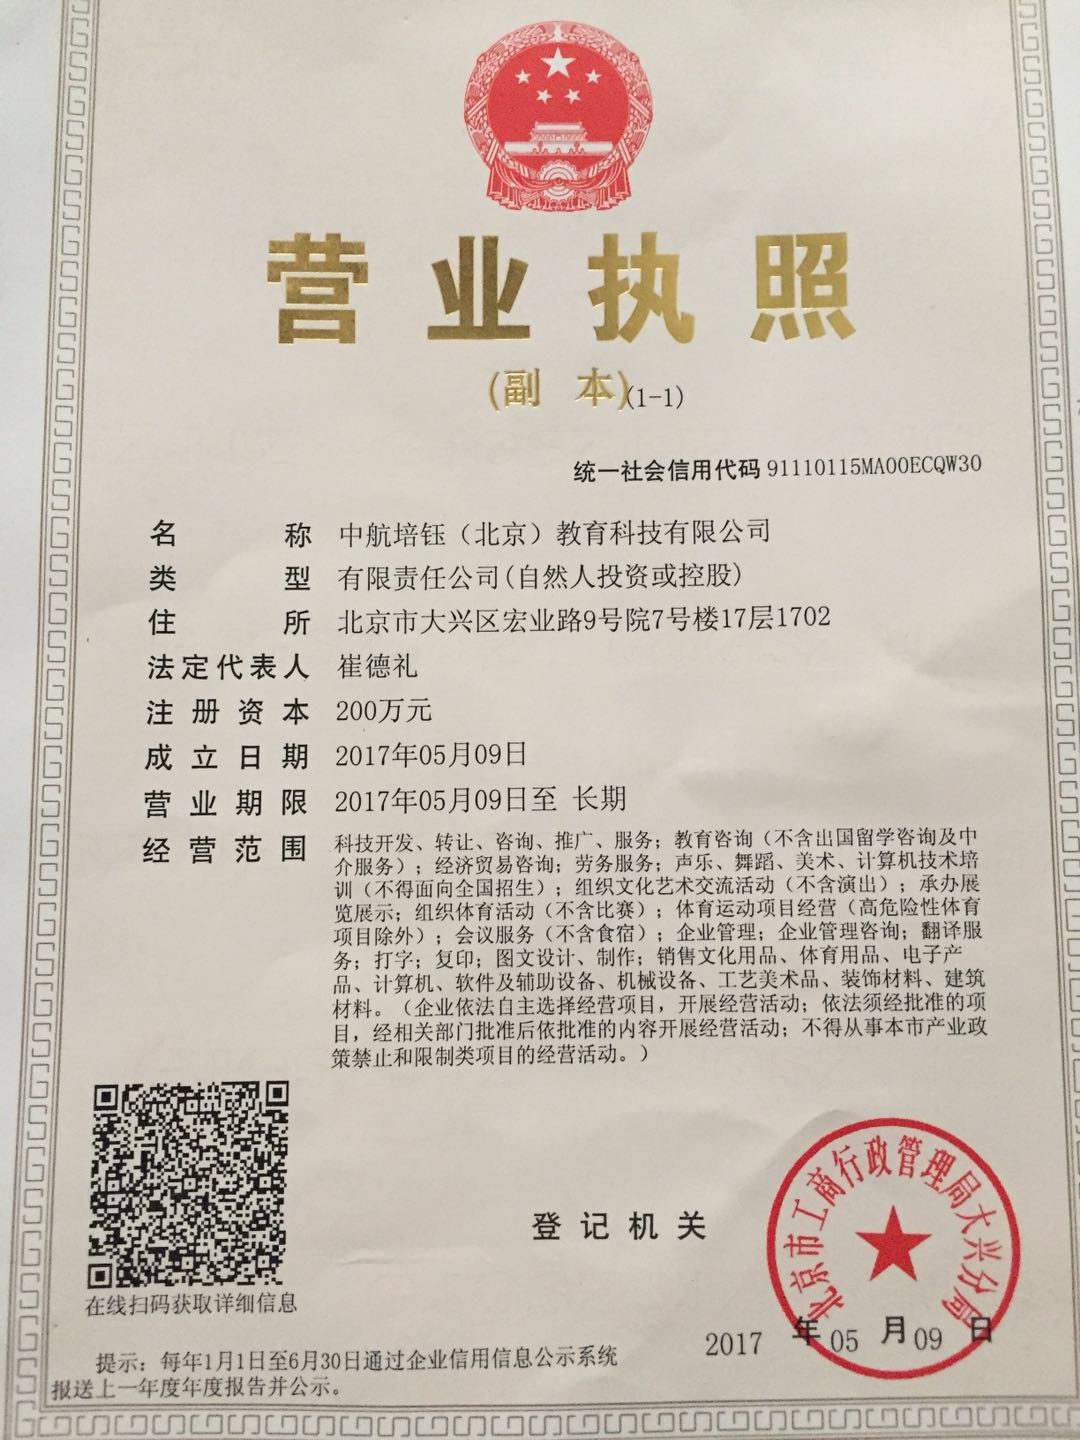 营业执照
(副 本)(1-1)
统一社会信用代码 91110115MA00ECQW30
名称 中航培钰（北京）教育科技有限公司
类型 有限责任公司(自然人投资或控股)
住所 北京市大兴区宏业路9号院7号楼17层1702
法定代表人 崔德礼
注册资本 200万元
成立日期 2017年05月09日
营业期限 2017年05月09日至 长期
经营范围 科技开发、转让、咨询、推广、服务；教育咨询（不含出国留学咨询及中
介服务）；经济贸易咨询；劳务服务；声乐、舞蹈、美术、计算机技术培
训（不得面向全国招生）；组织文化艺术交流活动（不含演出）；承办展
览展示；组织体育活动（不含比赛）；体育运动项目经营（高危险性体育
项目除外）；会议服务（不含食宿）；企业管理；企业管理咨询；翻译服
务；打字；复印；图文设计、制作；销售文化用品、体育用品、电子产
品、计算机、软件及辅助设备、机械设备、工艺美术品、装饰材料、建筑
材料。（企业依法自主选择经营项目，开展经营活动；依法须经批准的项
目，经相关部门批准后依批准的内容开展经营活动；不得从事本市产业政
策禁止和限制类项目的经营活动。）
在线扫码获取详细信息
登记机关
北京市工商行政管理局大兴分局
2017 年 05 月 09 日
提示：每年1月1日至6月30日通过企业信用信息公示系统
报送上一年度年度报告并公示。